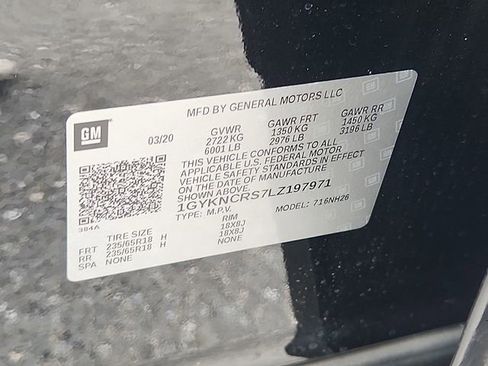 MFD BY GENERAL MOTORS LLC
GM
03/20
GVWR
2722 KG
6001 LB
GAWR FRT
1350 KG
2976 LB
GAWR RR
1450 KG
3196 LB
THIS VEHICLE CONFORMS TO ALL
APPLICABLE U.S. FEDERAL MOTOR
VEHICLE SAFETY STANDARDS IN EFFECT
ON THE DATE OF MANUFACTURE
SHOWN ABOVE.
1GYKNCRS7LZ197971
TYPE: M.P.V.
MODEL: 716NH26
384A
TIRE SIZE
RIM
FRT 235/65R18 H 18X8J
RR 235/65R18 H 18X8J
SPA NONE NONE